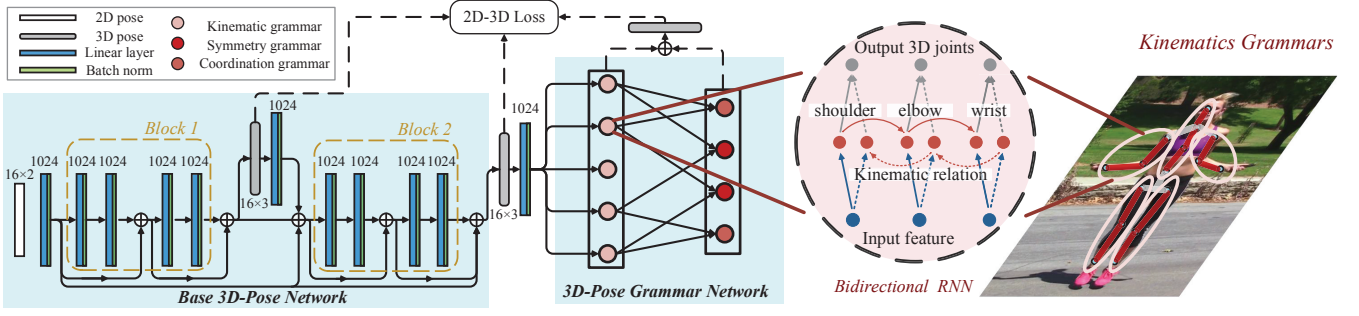 2D pose
3D pose
Linear layer
Batch norm
Kinematic grammar
Symmetry grammar
Coordination grammar
2D-3D Loss
Block 1
Block 2
16×2
1024
1024
1024
1024
1024
16×3
1024
1024
1024
1024
1024
16×3
1024
Base 3D-Pose Network
3D-Pose Grammar Network
Output 3D joints
shoulder
elbow
wrist
Kinematic relation
Input feature
Bidirectional RNN
Kinematics Grammars